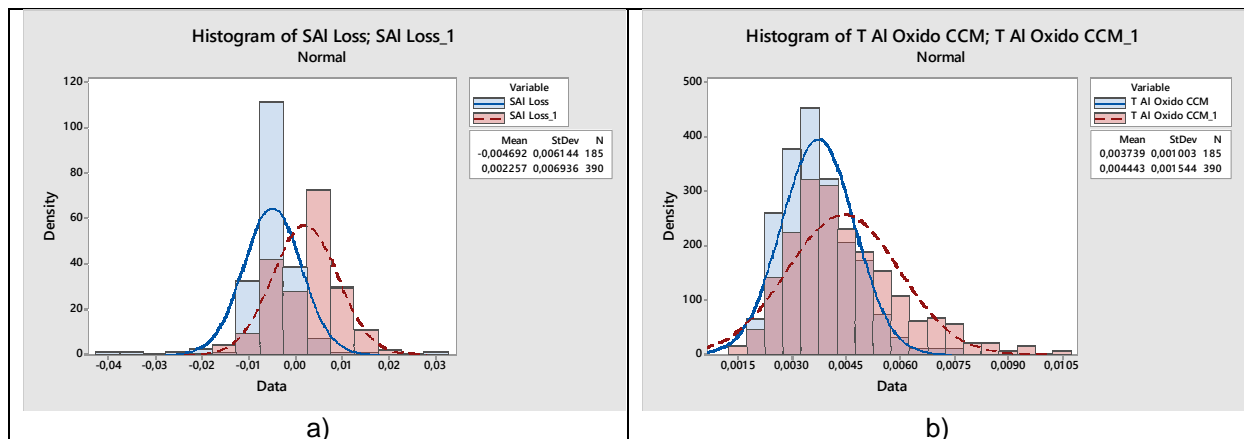 Histogram of SAl Loss; SAl Loss_1
Normal
120
100
80
60
40
20
0
Density
-0,04 -0,03 -0,02 -0,01 0,00 0,01 0,02 0,03
Data
Variable
SAl Loss
SAl Loss_1
Mean StDev N
-0,004692 0,006144 185
0,002257 0,006936 390
a)
Histogram of T Al Oxido CCM; T Al Oxido CCM_1
Normal
500
400
300
200
100
0
Density
0,0015 0,0030 0,0045 0,0060 0,0075 0,0090 0,0105
Data
Variable
T Al Oxido CCM
T Al Oxido CCM_1
Mean StDev N
0,003739 0,001003 185
0,004443 0,001544 390
b)